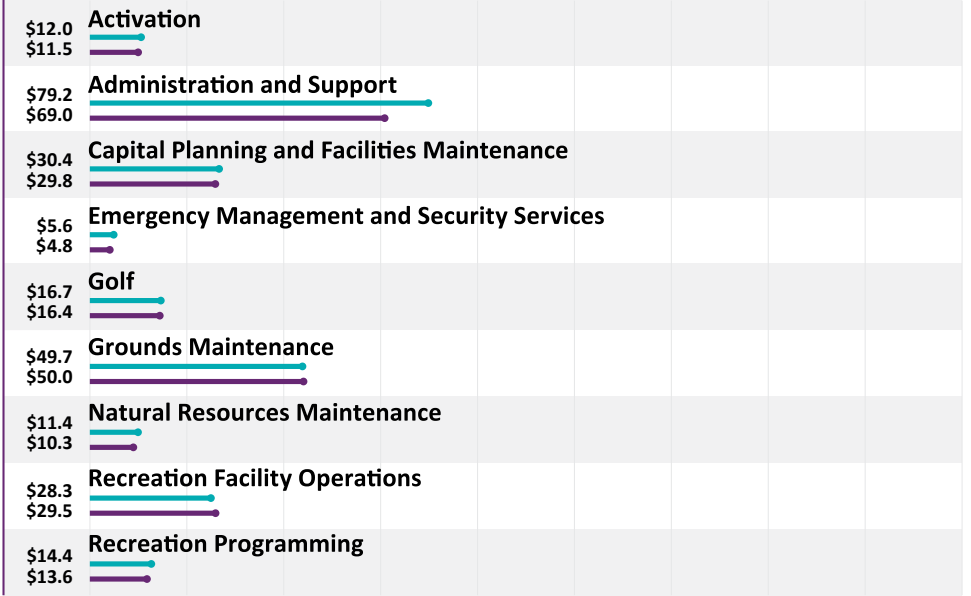 Activation
$12.0
$11.5
Administration and Support
$79.2
$69.0
Capital Planning and Facilities Maintenance
$30.4
$29.8
Emergency Management and Security Services
$5.6
$4.8
Golf
$16.7
$16.4
Grounds Maintenance
$49.7
$50.0
Natural Resources Maintenance
$11.4
$10.3
Recreation Facility Operations
$28.3
$29.5
Recreation Programming
$14.4
$13.6